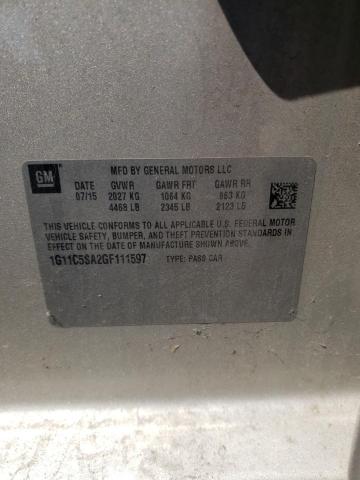 GM
MFD BY GENERAL MOTORS LLC
DATE GVWR GAWR FRT GAWR RR
07/15 2027 KG 1064 KG 963 KG
4469 LB 2345 LB 2123 LB
THIS VEHICLE CONFORMS TO ALL APPLICABLE U.S. FEDERAL MOTOR
VEHICLE SAFETY, BUMPER, AND THEFT PREVENTION STANDARDS
IN EFFECT ON THE DATE OF MANUFACTURE SHOWN ABOVE.
1G11C5SA2GF111597 TYPE: PASS CAR